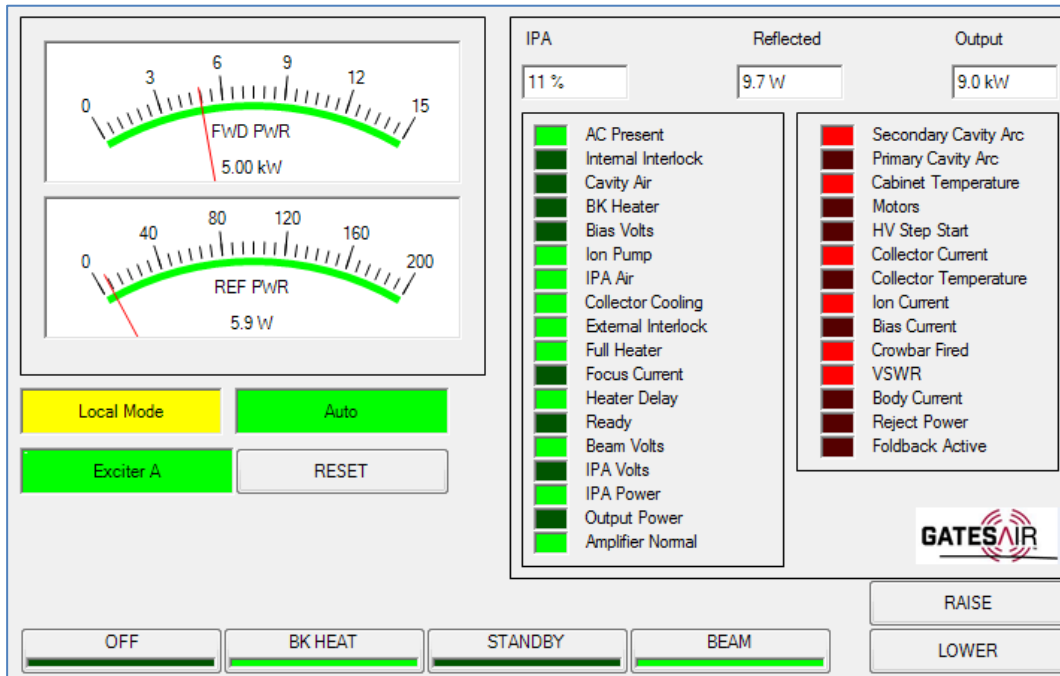 0 3 6 9 12 15
FWD PWR
5.00 kW
0 40 80 120 160 200
REF PWR
5.9 W
Local Mode
Auto
Exciter A
RESET
IPA Reflected Output
11 % 9.7 W 9.0 kW
AC Present
Internal Interlock
Cavity Air
BK Heater
Bias Volts
Ion Pump
IPA Air
Collector Cooling
External Interlock
Full Heater
Focus Current
Heater Delay
Ready
Beam Volts
IPA Volts
IPA Power
Output Power
Amplifier Normal
Secondary Cavity Arc
Primary Cavity Arc
Cabinet Temperature
Motors
HV Step Start
Collector Current
Collector Temperature
Ion Current
Bias Current
Crowbar Fired
VSWR
Body Current
Reject Power
Foldback Active
GATESAIR
RAISE
LOWER
OFF
BK HEAT
STANDBY
BEAM